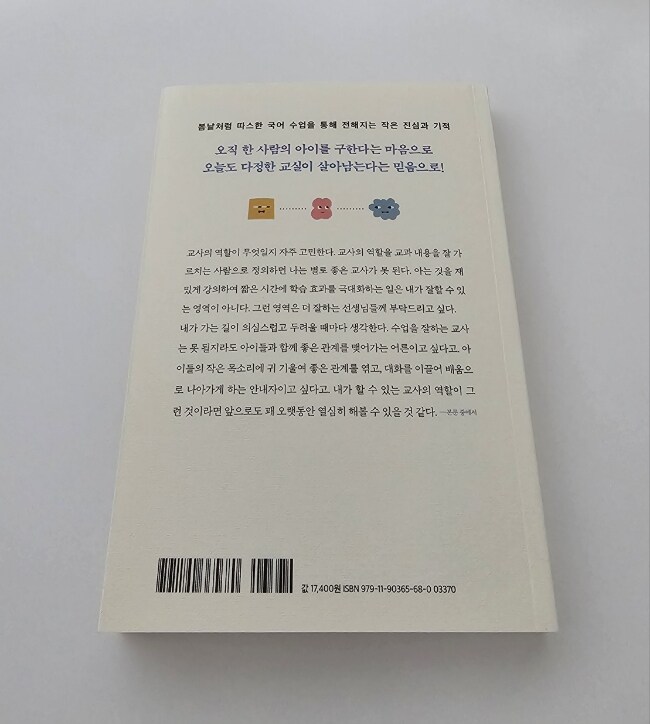 봄날처럼 따스한 국어 수업을 통해 전해지는 작은 진심과 기적
오직 한 사람의 아이를 구한다는 마음으로
오늘도 다정한 교실이 살아남는다는 믿음으로!
교사의 역할이 무엇일지 자주 고민한다. 교사의 역할을 교과 내용을 잘 가
르치는 사람으로 정의하면 나는 별로 좋은 교사가 못 된다. 아는 것을 재
밌게 강의하여 짧은 시간에 학습 효과를 극대화하는 일은 내가 잘할 수 있
는 영역이 아니다. 그런 영역은 더 잘하는 선생님들께 부탁드리고 싶다.
내가 가는 길이 의심스럽고 두려울 때마다 생각한다. 수업을 잘하는 교사
는 못 될지라도 아이들과 함께 좋은 관계를 맺어가는 어른이고 싶다고. 아
이들의 작은 목소리에 귀 기울여 좋은 관계를 엮고, 대화를 이끌어 배움으
로 나아가게 하는 안내자이고 싶다고. 내가 할 수 있는 교사의 역할이 그
런 것이라면 앞으로도 꽤 오랫동안 열심히 해볼 수 있을 것 같다. —본문 중에서
값 17,400원 ISBN 979-11-90365-68-0 03370